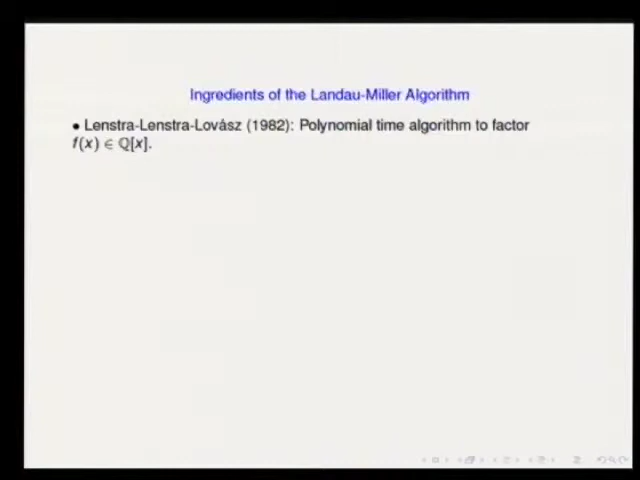 Ingredients of the Landau-Miller Algorithm
• Lenstra-Lenstra-Lovász (1982): Polynomial time algorithm to factor
f(x) ∈ ℚ[x].